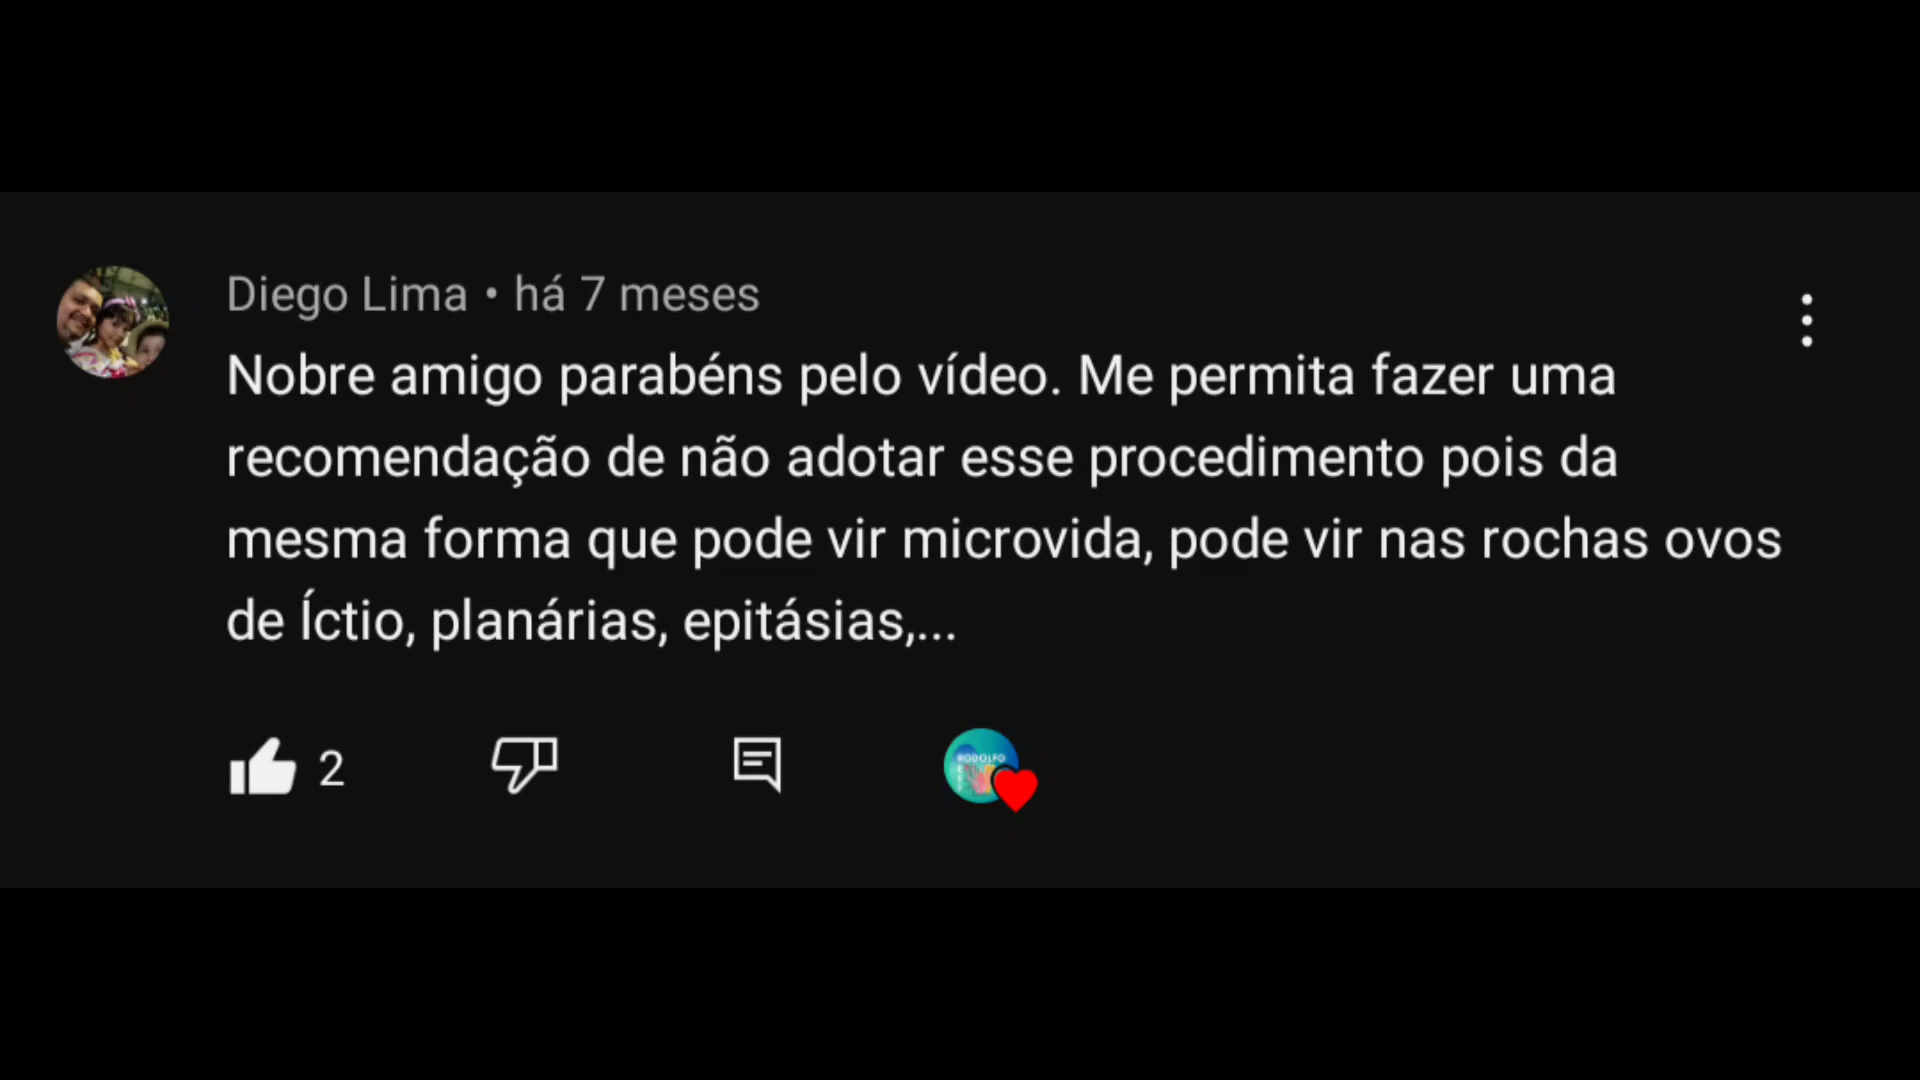 Diego Lima • há 7 meses
Nobre amigo parabéns pelo vídeo. Me permita fazer uma
recomendação de não adotar esse procedimento pois da
mesma forma que pode vir microvida, pode vir nas rochas ovos
de Íctio, planárias, epitásias,...
2
RODOLFO